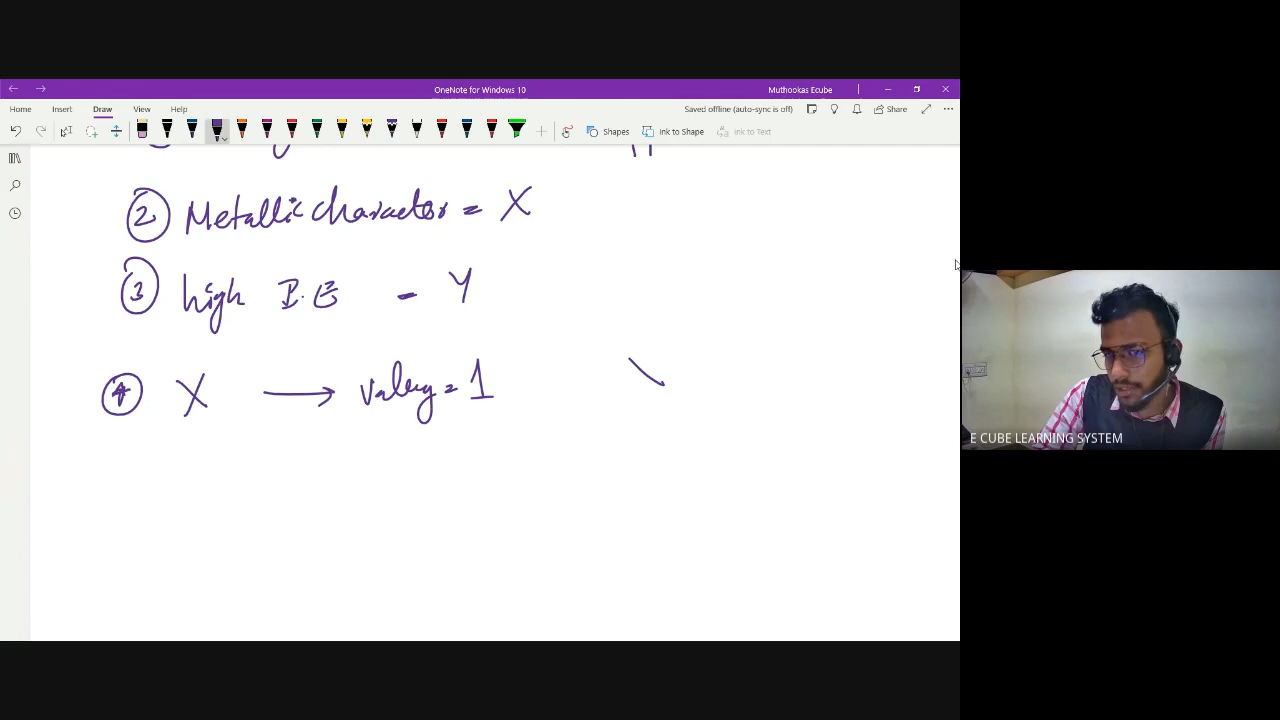 OneNote for Windows 10
Muthookas Ecube
Home Insert Draw View Help
Saved offline (auto-sync is off)
Share
Shapes
Ink to Shape
Ink to Text
② Metallic character = X
③ high I.E - Y
④ X → valency = 1
E CUBE LEARNING SYSTEM